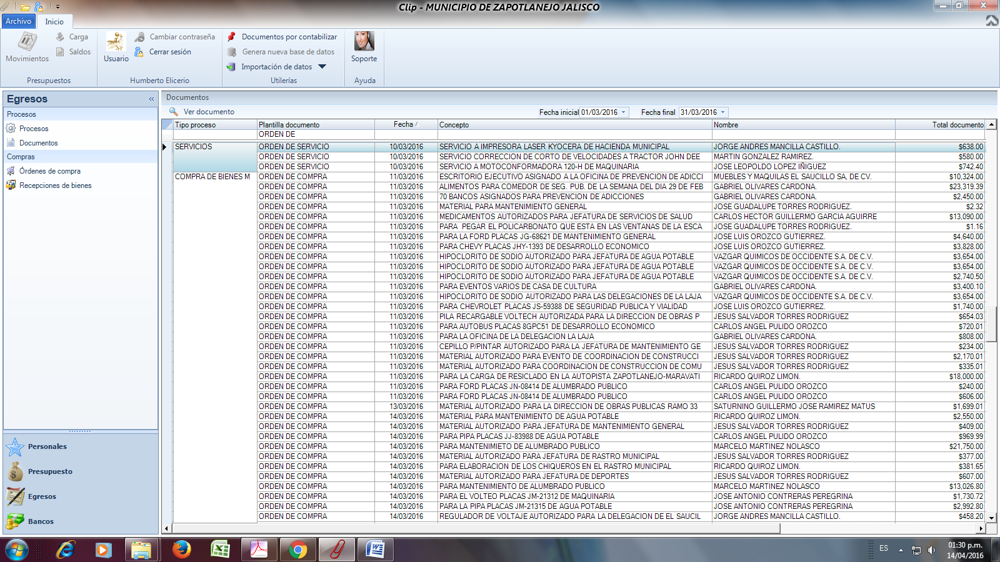 Clip - MUNICIPIO DE ZAPOTLANEJO JALISCO
Archivo Inicio
Movimientos
Carga
Saldos
Presupuestos
Usuario
Cambiar contraseña
Cerrar sesión
Humberto Elicerio
Documentos por contabilizar
Genera nueva base de datos
Importación de datos
Utilerías
Soporte
Ayuda
Egresos «
Procesos
Procesos
Documentos
Compras
Órdenes de compra
Recepciones de bienes
Personales
Presupuesto
Egresos
Bancos
Documentos
Ver documento Fecha inicial 01/03/2016 Fecha final 31/03/2016
Tipo proceso Plantilla documento Fecha Concepto Nombre Total documento
ORDEN DE
SERVICIOS ORDEN DE SERVICIO 10/03/2016 SERVICIO A IMPRESORA LASER KYOCERA DE HACIENDA MUNICIPAL JORGE ANDRES MANCILLA CASTILLO. $638.00
ORDEN DE SERVICIO 10/03/2016 SERVICIO CORRECCION DE CORTO DE VELOCIDADES A TRACTOR JOHN DEE MARTIN GONZALEZ RAMIREZ. $580.00
ORDEN DE SERVICIO 10/03/2016 SERVICIO A MOTOCONFORMADORA 120-H DE MAQUINARIA JOSE LEOPOLDO LOPEZ IÑIGUEZ $742.40
COMPRA DE BIENES M ORDEN DE COMPRA 11/03/2016 ESCRITORIO EJECUTIVO ASIGNADO A LA OFICINA DE PREVENCION DE ADICCI MUEBLES Y MAQUILAS EL SAUCILLO SA, DE CV. $10,324.00
ORDEN DE COMPRA 11/03/2016 ALIMENTOS PARA COMEDOR DE SEG. PUB. DE LA SEMANA DEL DIA 29 DE FEB GABRIEL OLIVARES CARDONA. $23,319.39
ORDEN DE COMPRA 11/03/2016 70 BANCOS ASIGNADOS PARA PREVENCION DE ADICCIONES GABRIEL OLIVARES CARDONA. $2,450.00
ORDEN DE COMPRA 11/03/2016 MATERIAL PARA MANTENIMIENTO GENERAL JOSE GUADALUPE TORRES RODRIGUEZ. $2.32
ORDEN DE COMPRA 11/03/2016 MEDICAMENTOS AUTORIZADOS PARA JEFATURA DE SERVICIOS DE SALUD CARLOS HECTOR GUILLERMO GARCIA AGUIRRE $13,090.00
ORDEN DE COMPRA 11/03/2016 PARA PEGAR EL POLICARBONATO QUE ESTA EN LAS VENTANAS DE LA ESCA JOSE GUADALUPE TORRES RODRIGUEZ. $1.16
ORDEN DE COMPRA 11/03/2016 PARA LA FORD PLACAS JG-68621 DE MANTENIMIENTO GENERAL JOSE LUIS OROZCO GUTIERREZ. $4,640.00
ORDEN DE COMPRA 11/03/2016 PARA CHEVY PLACAS JHY-1393 DE DESARROLLO ECONOMICO JOSE LUIS OROZCO GUTIERREZ. $3,828.00
ORDEN DE COMPRA 11/03/2016 HIPOCLORITO DE SODIO AUTORIZADO PARA JEFATURA DE AGUA POTABLE VAZGAR QUIMICOS DE OCCIDENTE S.A. DE C.V. $3,654.00
ORDEN DE COMPRA 11/03/2016 HIPOCLORITO DE SODIO AUTORIZADO PARA JEFATURA DE AGUA POTABLE VAZGAR QUIMICOS DE OCCIDENTE S.A. DE C.V. $3,654.00
ORDEN DE COMPRA 11/03/2016 HIPOCLORITO DE SODIO AUTORIZADO PARA JEFATURA DE AGUA POTABLE VAZGAR QUIMICOS DE OCCIDENTE S.A. DE C.V. $2,740.50
ORDEN DE COMPRA 11/03/2016 PARA EVENTOS VARIOS DE CASA DE CULTURA GABRIEL OLIVARES CARDONA. $3,400.10
ORDEN DE COMPRA 11/03/2016 HIPOCLORITO DE SODIO AUTORIZADO PARA LAS DELEGACIONES DE LA LAJA VAZGAR QUIMICOS DE OCCIDENTE S.A. DE C.V. $3,654.00
ORDEN DE COMPRA 11/03/2016 PARA CHEVROLET PLACAS JS-59388 DE SEGURIDAD PUBLICA Y VIALIDAD JOSE LUIS OROZCO GUTIERREZ. $1,740.00
ORDEN DE COMPRA 11/03/2016 PILA RECARGABLE VOLTECH AUTORIZADA PARA LA DIRECCION DE OBRAS P JESUS SALVADOR TORRES RODRIGUEZ $654.03
ORDEN DE COMPRA 11/03/2016 PARA AUTOBUS PLACAS 8GPC51 DE DESARROLLO ECONOMICO CARLOS ANGEL PULIDO OROZCO $720.01
ORDEN DE COMPRA 11/03/2016 PARA LA OFICINA DE LA DELEGACION LA LAJA GABRIEL OLIVARES CARDONA. $808.00
ORDEN DE COMPRA 11/03/2016 CEPILLO P/PINTAR AUTORIZADO PARA LA JEFATURA DE MANTENIMIENTO GE JESUS SALVADOR TORRES RODRIGUEZ $234.00
ORDEN DE COMPRA 11/03/2016 MATERIAL AUTORIZADO PARA EVENTO DE COORDINACION DE CONSTRUCCI JESUS SALVADOR TORRES RODRIGUEZ $2,170.01
ORDEN DE COMPRA 11/03/2016 MATERIAL AUTORIZADO PARA COORDINACION DE CONSTRUCCION DE COMU JESUS SALVADOR TORRES RODRIGUEZ $335.01
ORDEN DE COMPRA 11/03/2016 PARA LA CARGA DE RESICLADO EN LA AUTOPISTA ZAPOTLANEJO-MARAVATI RICARDO QUIROZ LIMON. $18,000.00
ORDEN DE COMPRA 11/03/2016 PARA FORD PLACAS JN-08414 DE ALUMBRADO PUBLICO CARLOS ANGEL PULIDO OROZCO $240.00
ORDEN DE COMPRA 11/03/2016 PARA FORD PLACAS JN-08414 DE ALUMBRADO PUBLICO CARLOS ANGEL PULIDO OROZCO $606.00
ORDEN DE COMPRA 13/03/2016 MATERIAL AUTORIZADO PARA LA DIRECCION DE OBRAS PUBLICAS RAMO 33 SATURNINO GUILLERMO JOSE RAMIREZ MATUS $1,699.01
ORDEN DE COMPRA 14/03/2016 MATERIAL PARA MANTENIMIENTO DE AGUA POTABLE RICARDO QUIROZ LIMON. $2,550.00
ORDEN DE COMPRA 14/03/2016 MATERIAL AUTORIZADO PARA JEFATURA DE MANTENIMIENTO GENERAL JESUS SALVADOR TORRES RODRIGUEZ $409.00
ORDEN DE COMPRA 14/03/2016 PARA PIPA PLACAS JJ-83988 DE AGUA POTABLE CARLOS ANGEL PULIDO OROZCO $969.99
ORDEN DE COMPRA 14/03/2016 PARA MANTENIMIETO DE ALUMBRADO PUBLICO MARCELO MARTINEZ NOLASCO $21,750.00
ORDEN DE COMPRA 14/03/2016 MATERIAL AUTORIZADO PARA JEFATURA DE RASTRO MUNICIPAL JESUS SALVADOR TORRES RODRIGUEZ $377.00
ORDEN DE COMPRA 14/03/2016 PARA ELABORACION DE LOS CHIQUEROS EN EL RASTRO MUNICIPAL RICARDO QUIROZ LIMON. $381.65
ORDEN DE COMPRA 14/03/2016 MATERIAL AUTORIZADO PARA JEFATURA DE DEPORTES JESUS SALVADOR TORRES RODRIGUEZ $607.00
ORDEN DE COMPRA 14/03/2016 PARA MANTENIMIENTO DE ALUMBRADO PUBLICO MARCELO MARTINEZ NOLASCO $13,026.80
ORDEN DE COMPRA 14/03/2016 PARA EL VOLTEO PLACAS JM-21312 DE MAQUINARIA JOSE ANTONIO CONTRERAS PEREGRINA $1,730.72
ORDEN DE COMPRA 14/03/2016 PARA LA PIPA PLACAS JM-21315 DE AGUA POTABLE JOSE ANTONIO CONTRERAS PEREGRINA $2,992.80
ORDEN DE COMPRA 14/03/2016 REGULADOR DE VOLTAJE AUTORIZADO PARA LA DELEGACION DE EL SAUCIL JORGE ANDRES MANCILLA CASTILLO. $458.20
ES
01:30 p.m.
14/04/2016